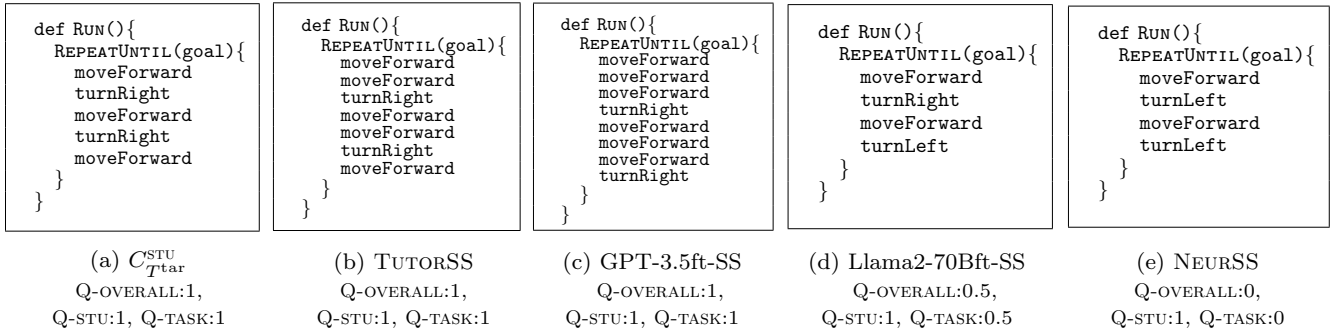 def RUN(){
REPEATUNTIL(goal){
moveForward
turnRight
moveForward
turnRight
moveForward
}
}
(a) C^STU_T^tar
Q-OVERALL:1,
Q-STU:1, Q-TASK:1
def RUN(){
REPEATUNTIL(goal){
moveForward
moveForward
turnRight
moveForward
moveForward
turnRight
moveForward
}
}
(b) TUTORSS
Q-OVERALL:1,
Q-STU:1, Q-TASK:1
def RUN(){
REPEATUNTIL(goal){
moveForward
moveForward
moveForward
turnRight
moveForward
moveForward
moveForward
turnRight
}
}
(c) GPT-3.5ft-SS
Q-OVERALL:1,
Q-STU:1, Q-TASK:1
def RUN(){
REPEATUNTIL(goal){
moveForward
turnRight
moveForward
turnLeft
}
}
(d) Llama2-70Bft-SS
Q-OVERALL:0.5,
Q-STU:1, Q-TASK:0.5
def RUN(){
REPEATUNTIL(goal){
moveForward
turnLeft
moveForward
turnLeft
}
}
(e) NEURSS
Q-OVERALL:0,
Q-STU:1, Q-TASK:0